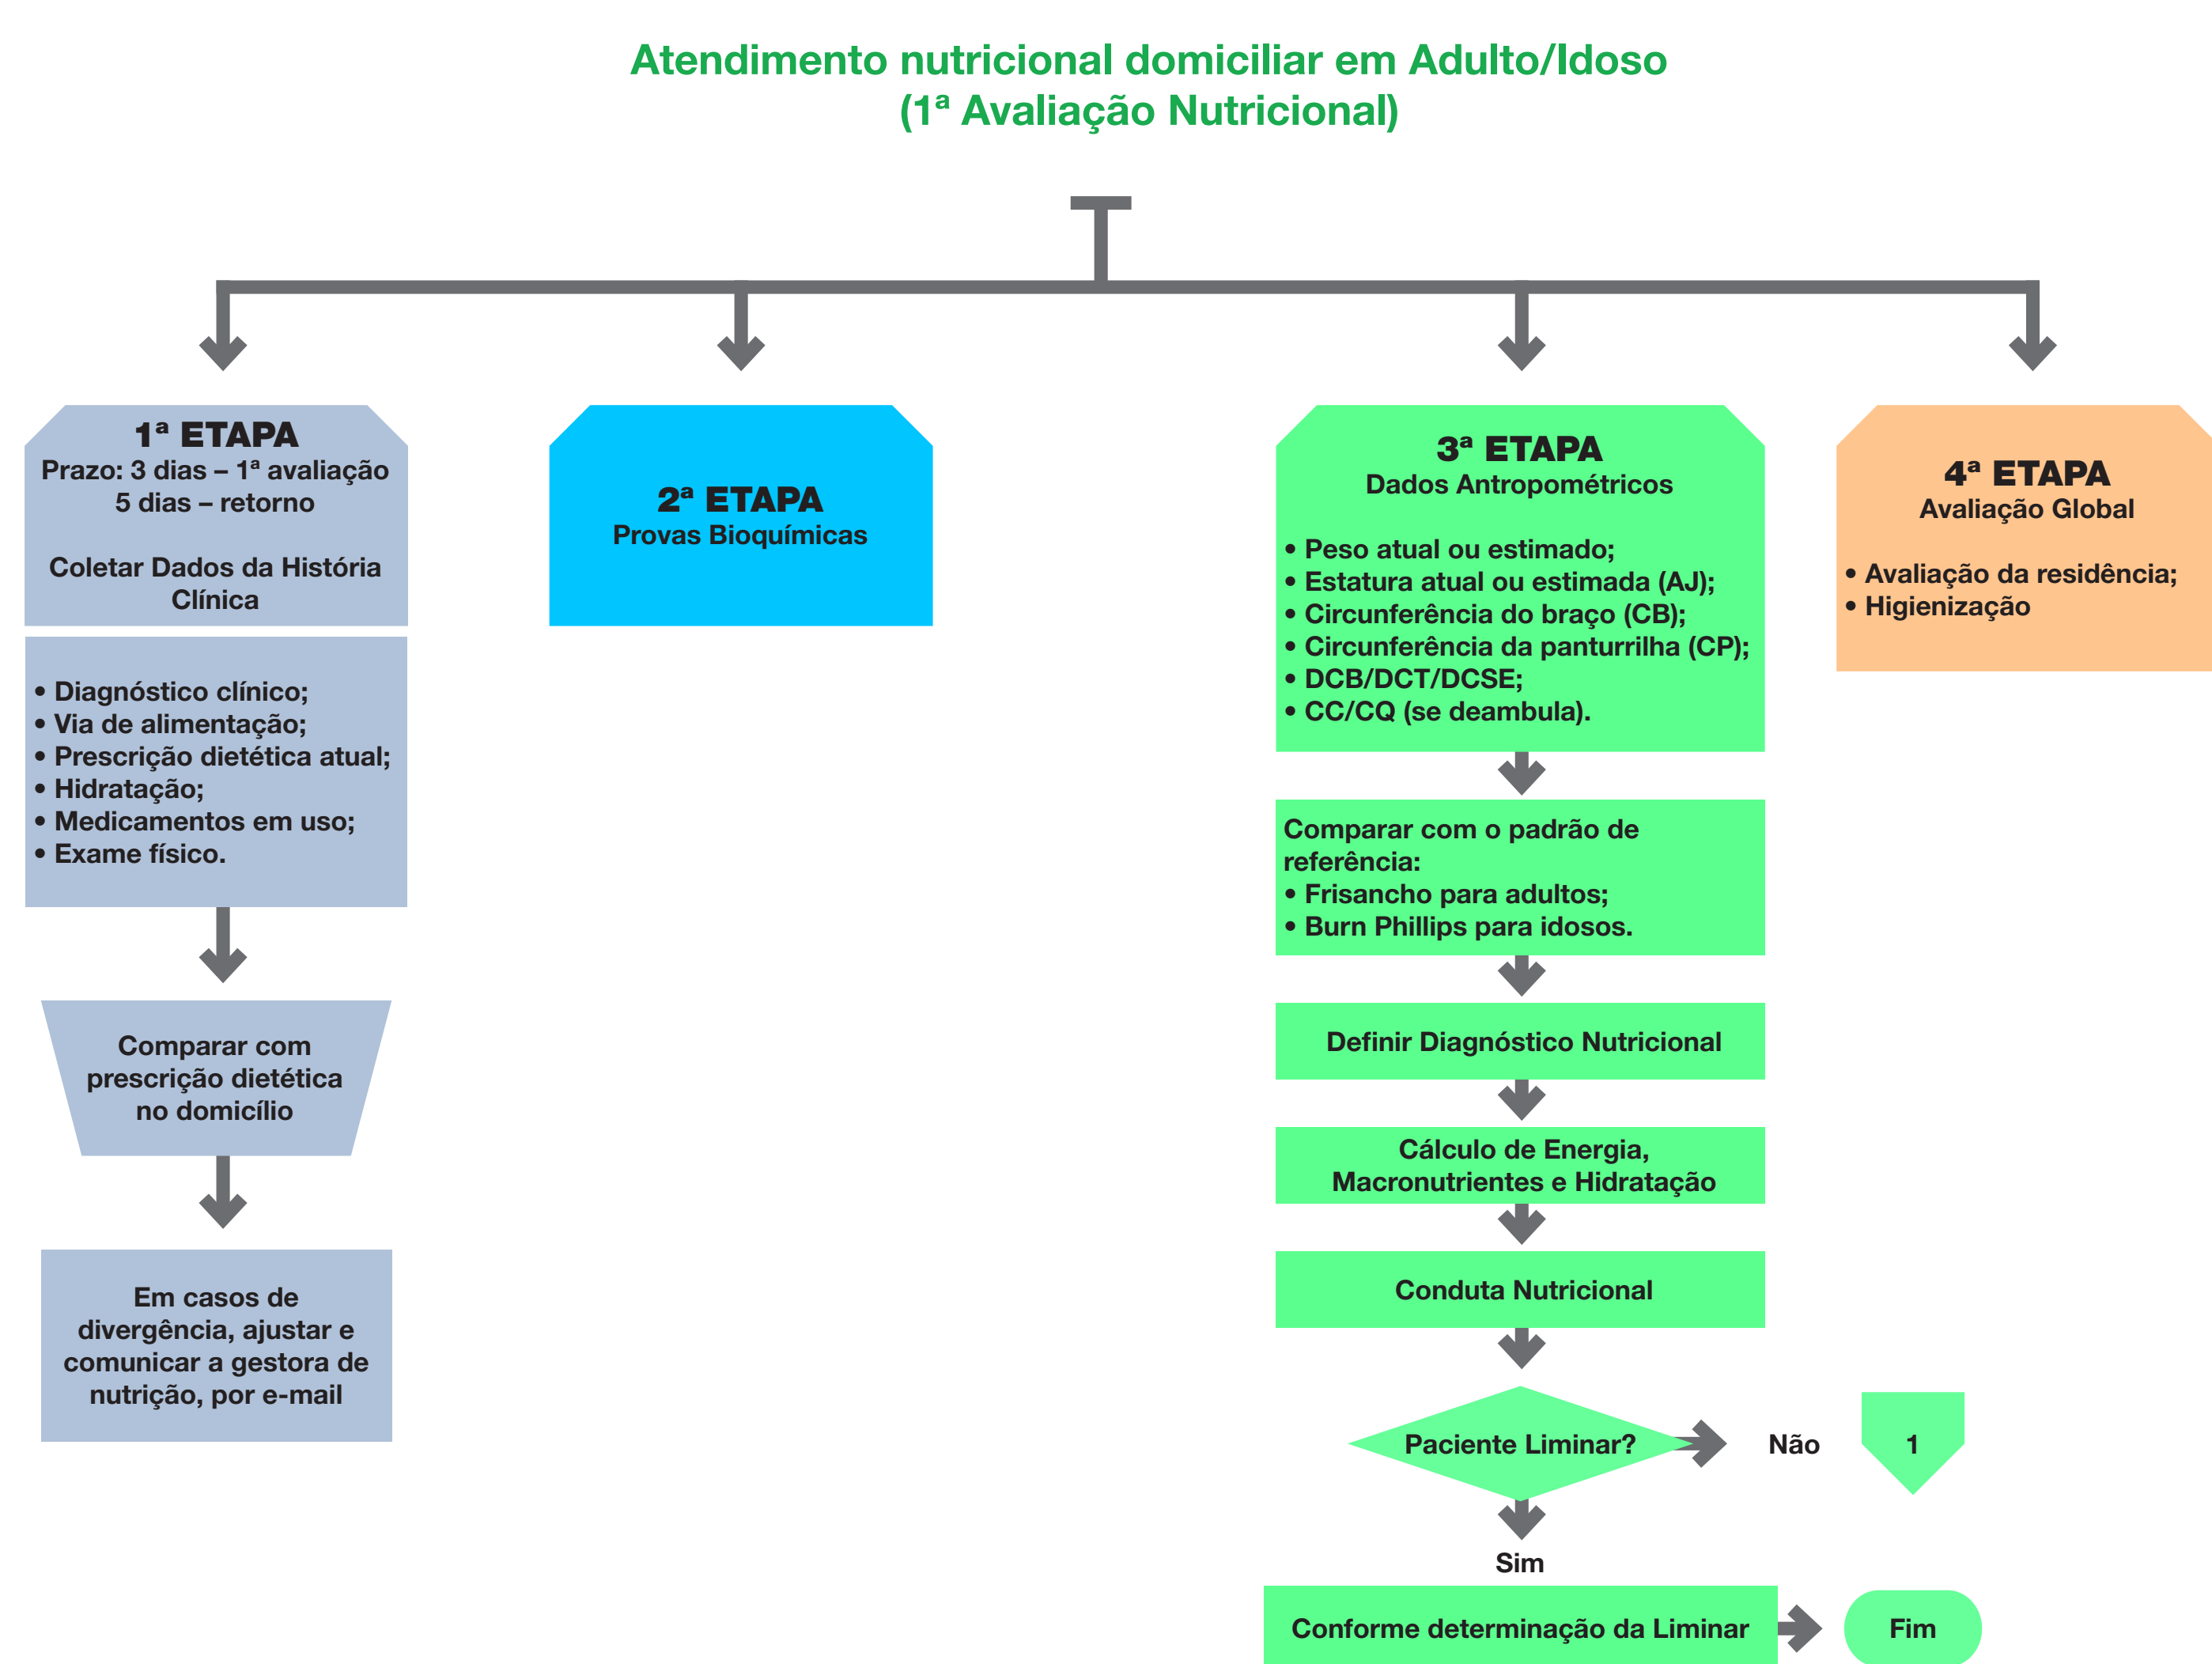 Atendimento nutricional domiciliar em Adulto/Idoso
(1ª Avaliação Nutricional)
1ª ETAPA
Prazo: 3 dias – 1ª avaliação
5 dias – retorno
Coletar Dados da História
Clínica
• Diagnóstico clínico;
• Via de alimentação;
• Prescrição dietética atual;
• Hidratação;
• Medicamentos em uso;
• Exame físico.
Comparar com
prescrição dietética
no domicílio
Em casos de
divergência, ajustar e
comunicar a gestora de
nutrição, por e-mail
2ª ETAPA
Provas Bioquímicas
3ª ETAPA
Dados Antropométricos
• Peso atual ou estimado;
• Estatura atual ou estimada (AJ);
• Circunferência do braço (CB);
• Circunferência da panturrilha (CP);
• DCB/DCT/DCSE;
• CC/CQ (se deambula).
Comparar com o padrão de
referência:
• Frisancho para adultos;
• Burn Phillips para idosos.
Definir Diagnóstico Nutricional
Cálculo de Energia,
Macronutrientes e Hidratação
Conduta Nutricional
Paciente Liminar?
Não
1
Sim
Conforme determinação da Liminar
Fim
4ª ETAPA
Avaliação Global
• Avaliação da residência;
• Higienização